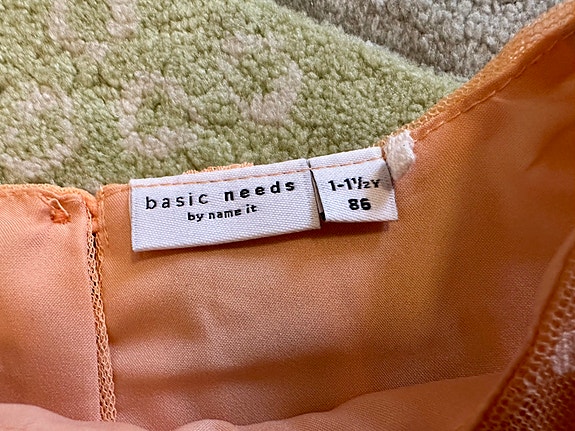 basic needs
by name it
1-1½Y
86